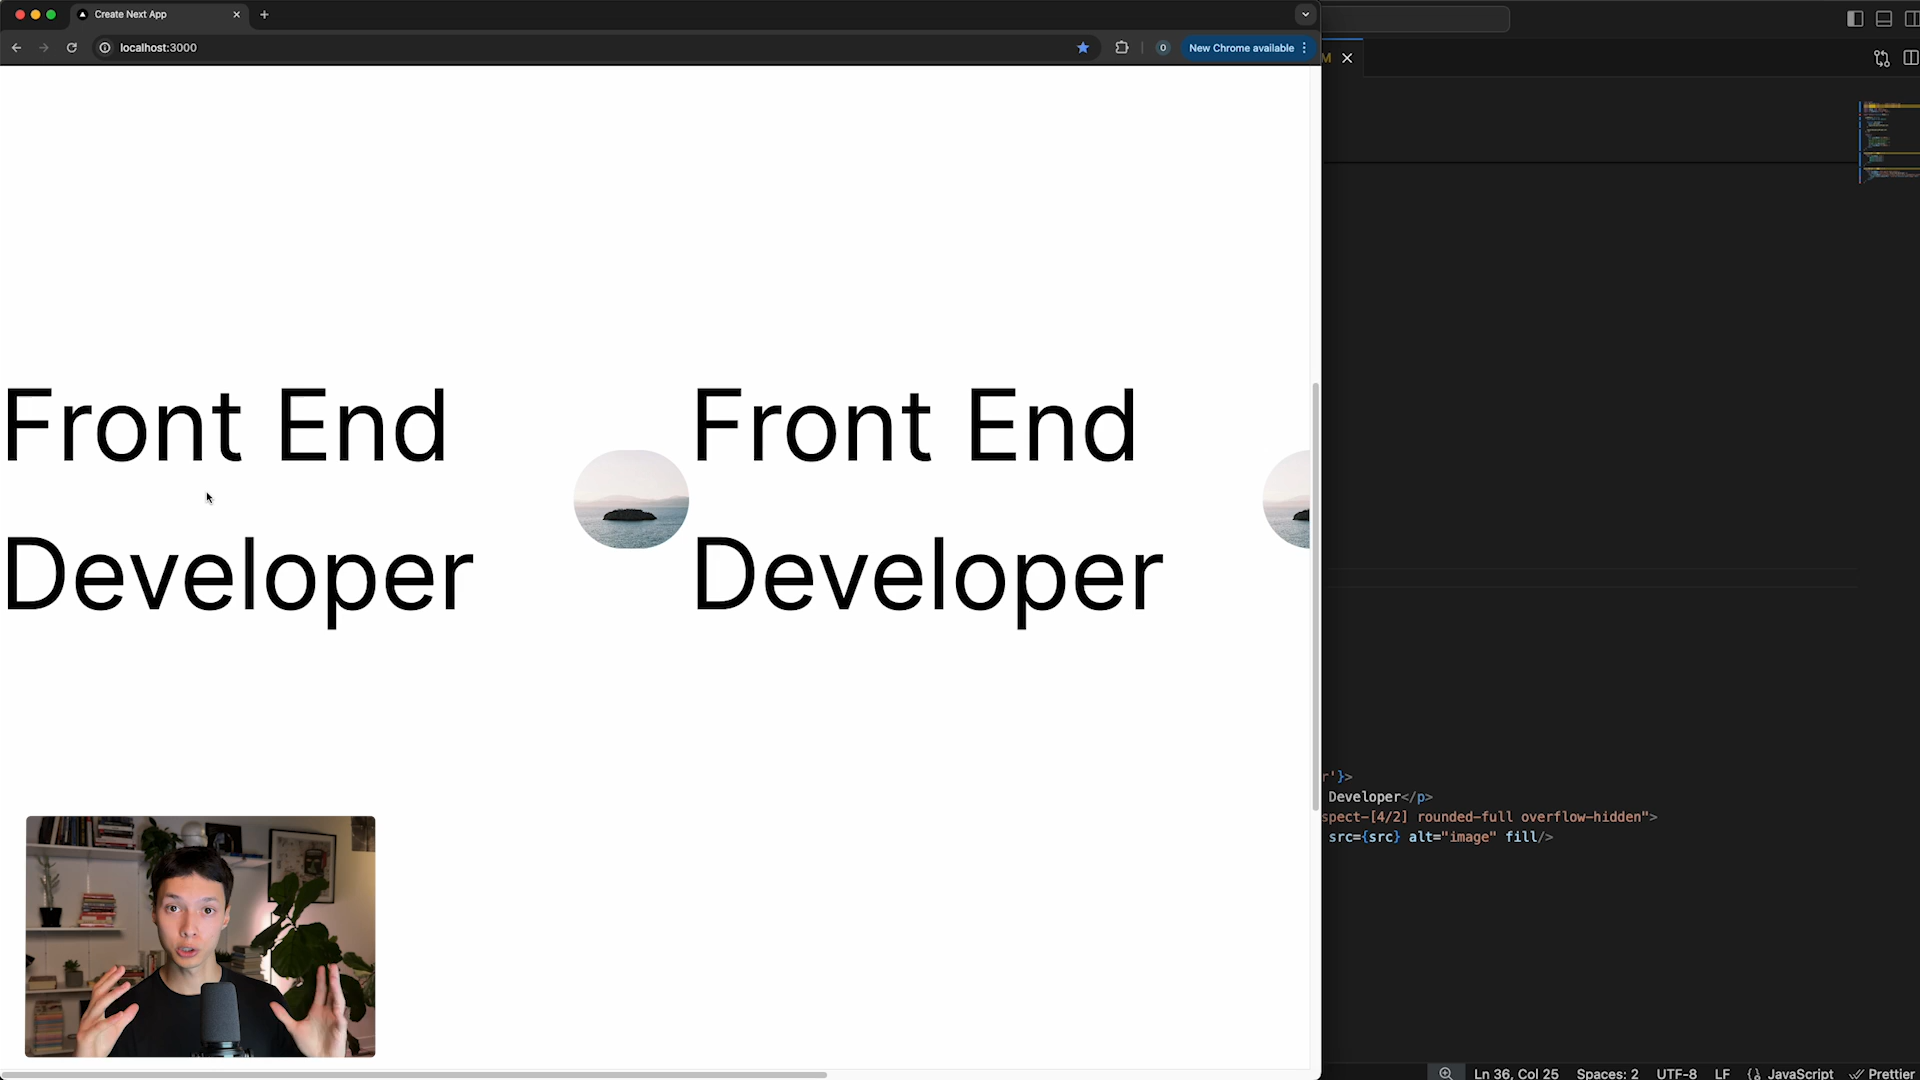 Create Next App
localhost:3000
New Chrome available
M
Front End
Developer
Front End
Developer
r'}>
Developer</p>
spect-[4/2] rounded-full overflow-hidden">
src={src} alt="image" fill/>
Ln 36, Col 25 Spaces: 2 UTF-8 LF {} JavaScript Prettier